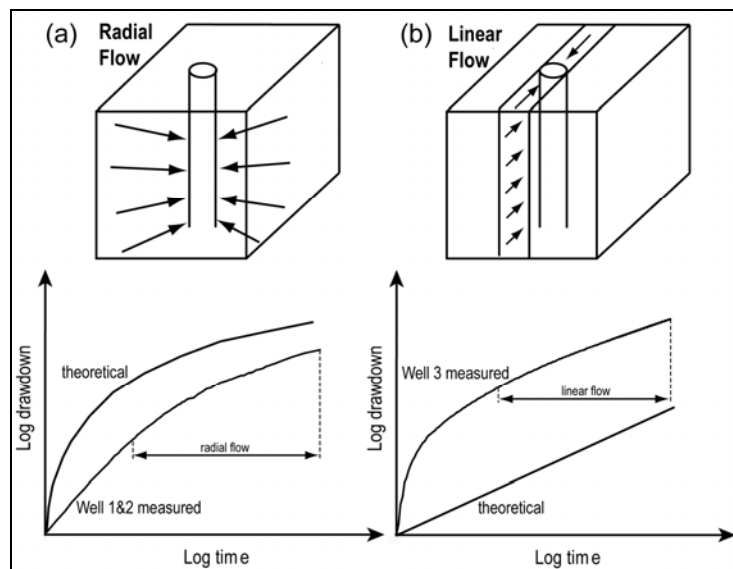 (a) Radial
Flow
(b) Linear
Flow
Log drawdown
theoretical
radial flow
Well 1&2 measured
Log time
Log drawdown
Well 3 measured
linear flow
theoretical
Log time